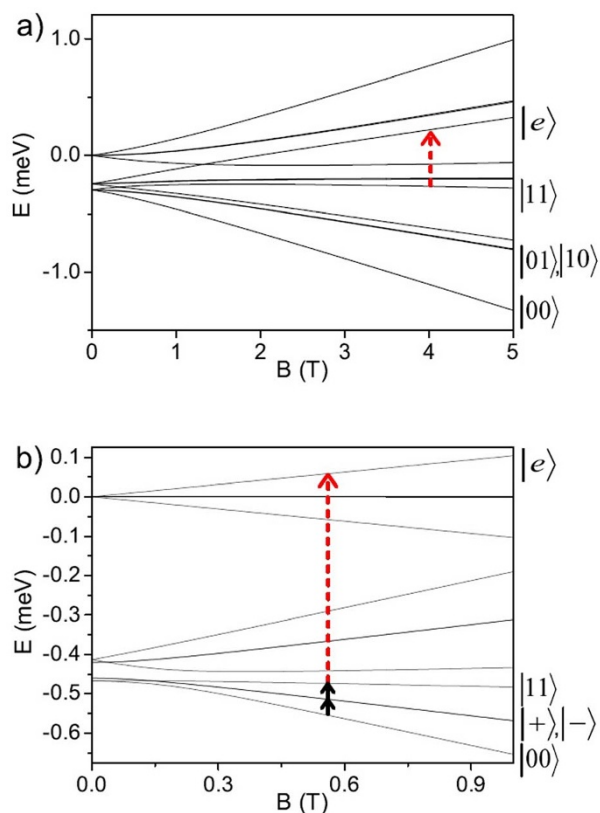 a)
E (meV)
1.0
0.0
-1.0
|e⟩
|11⟩
|01⟩,|10⟩
|00⟩
0 1 2 3 4 5
B (T)
b)
E (meV)
0.1
0.0
-0.1
-0.2
-0.3
-0.4
-0.5
-0.6
|e⟩
|11⟩
|+⟩,|−⟩
|00⟩
0.0 0.3 0.6 0.9
B (T)